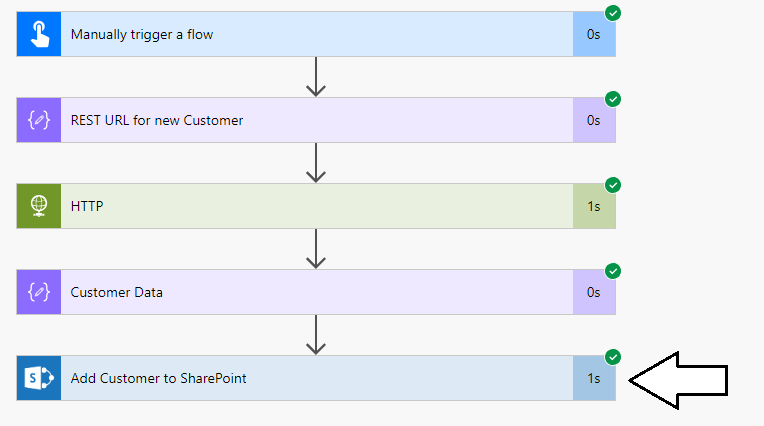 Manually trigger a flow 0s
REST URL for new Customer 0s
HTTP 1s
Customer Data 0s
S Add Customer to SharePoint 1s